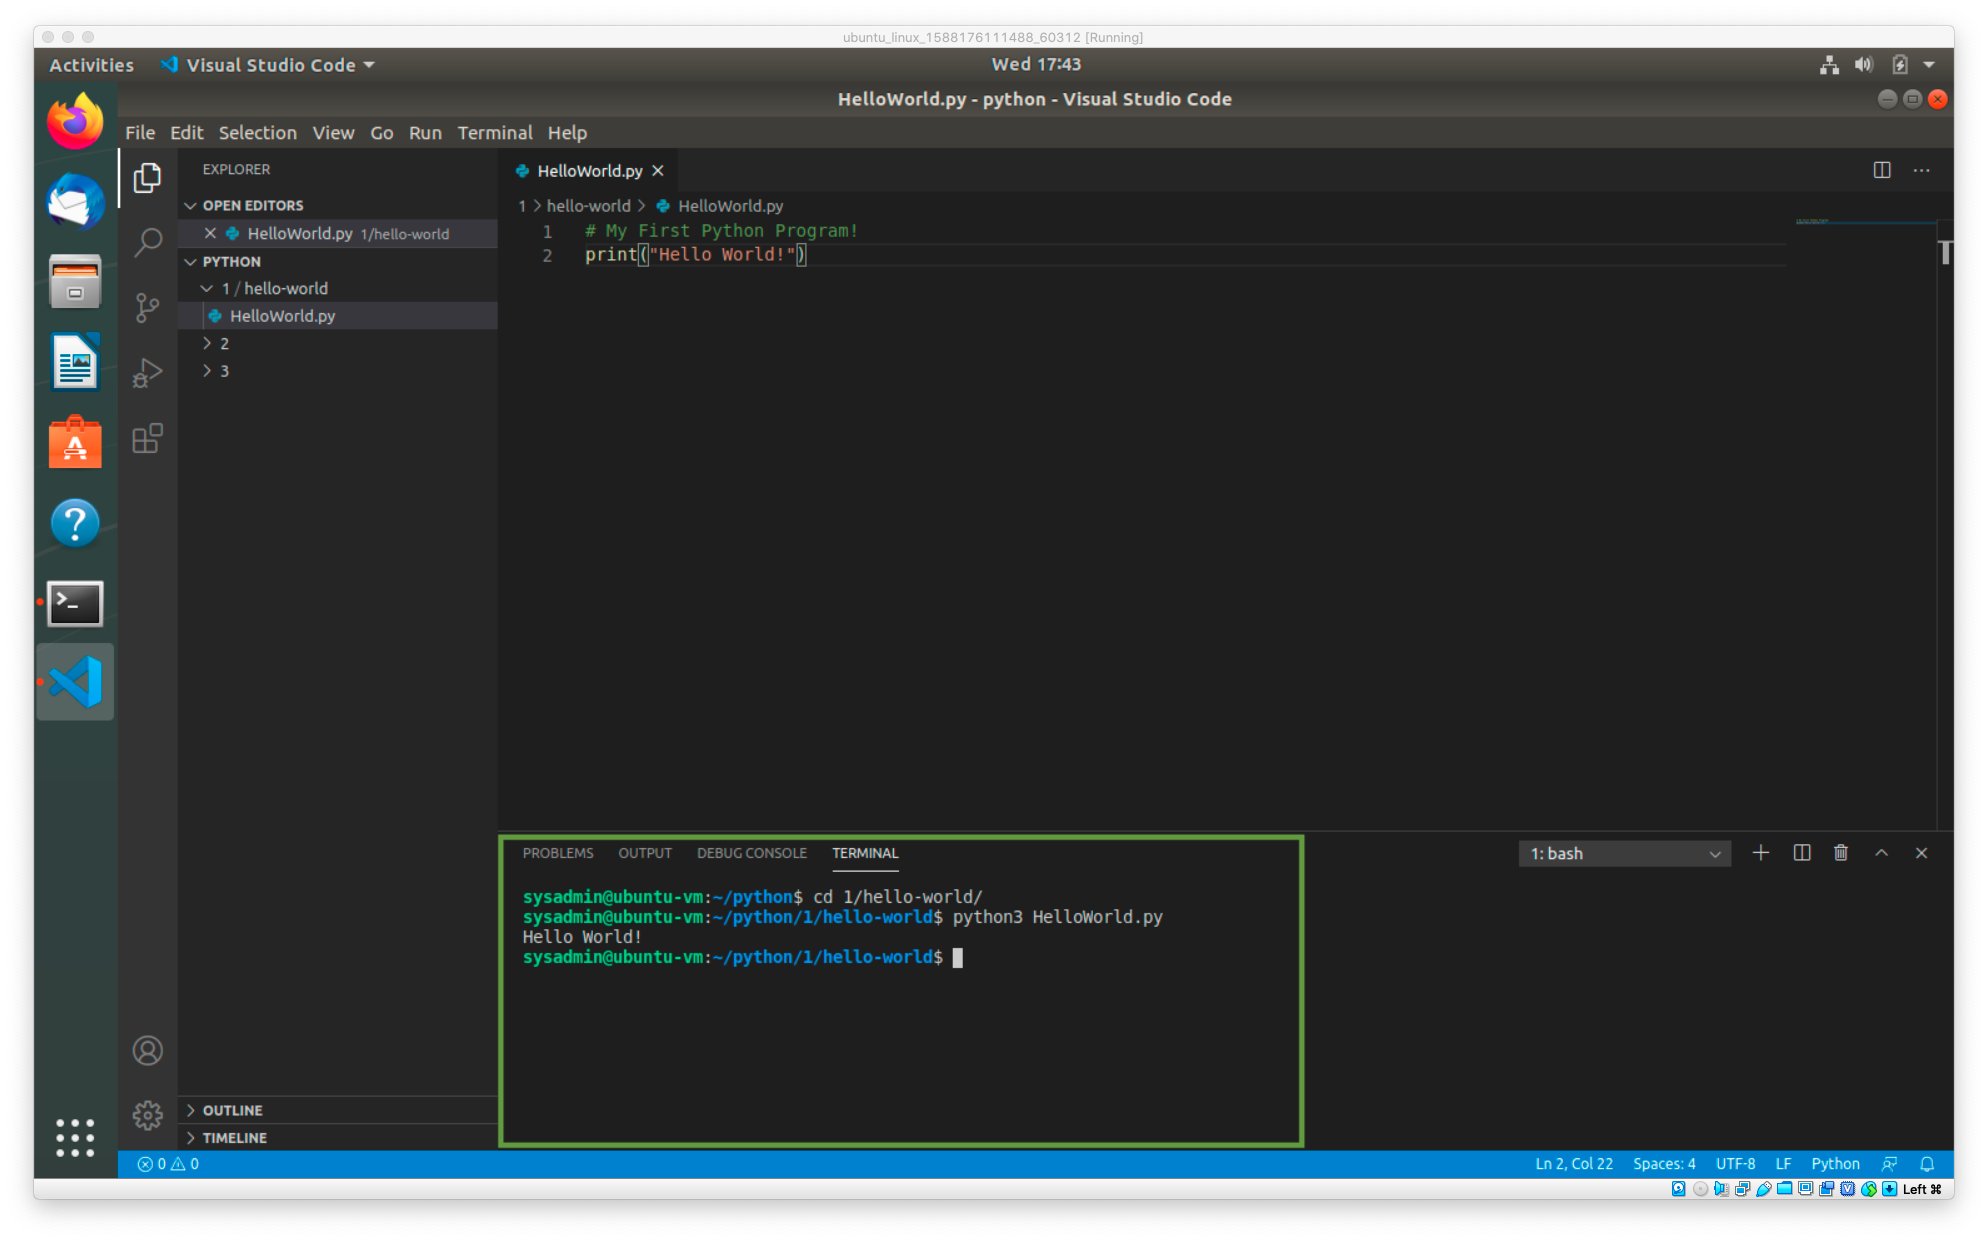 ubuntu_linux_1588176111488_60312 [Running]
Activities Visual Studio Code Wed 17:43
HelloWorld.py - python - Visual Studio Code
File Edit Selection View Go Run Terminal Help
EXPLORER
OPEN EDITORS
HelloWorld.py 1/hello-world
PYTHON
1 / hello-world
HelloWorld.py
2
3
OUTLINE
TIMELINE
HelloWorld.py
1 > hello-world > HelloWorld.py
1 # My First Python Program!
2 print("Hello World!")
PROBLEMS OUTPUT DEBUG CONSOLE TERMINAL
1: bash
sysadmin@ubuntu-vm:~/python$ cd 1/hello-world/
sysadmin@ubuntu-vm:~/python/1/hello-world$ python3 HelloWorld.py
Hello World!
sysadmin@ubuntu-vm:~/python/1/hello-world$
0 0
Ln 2, Col 22 Spaces: 4 UTF-8 LF Python
Left ⌘